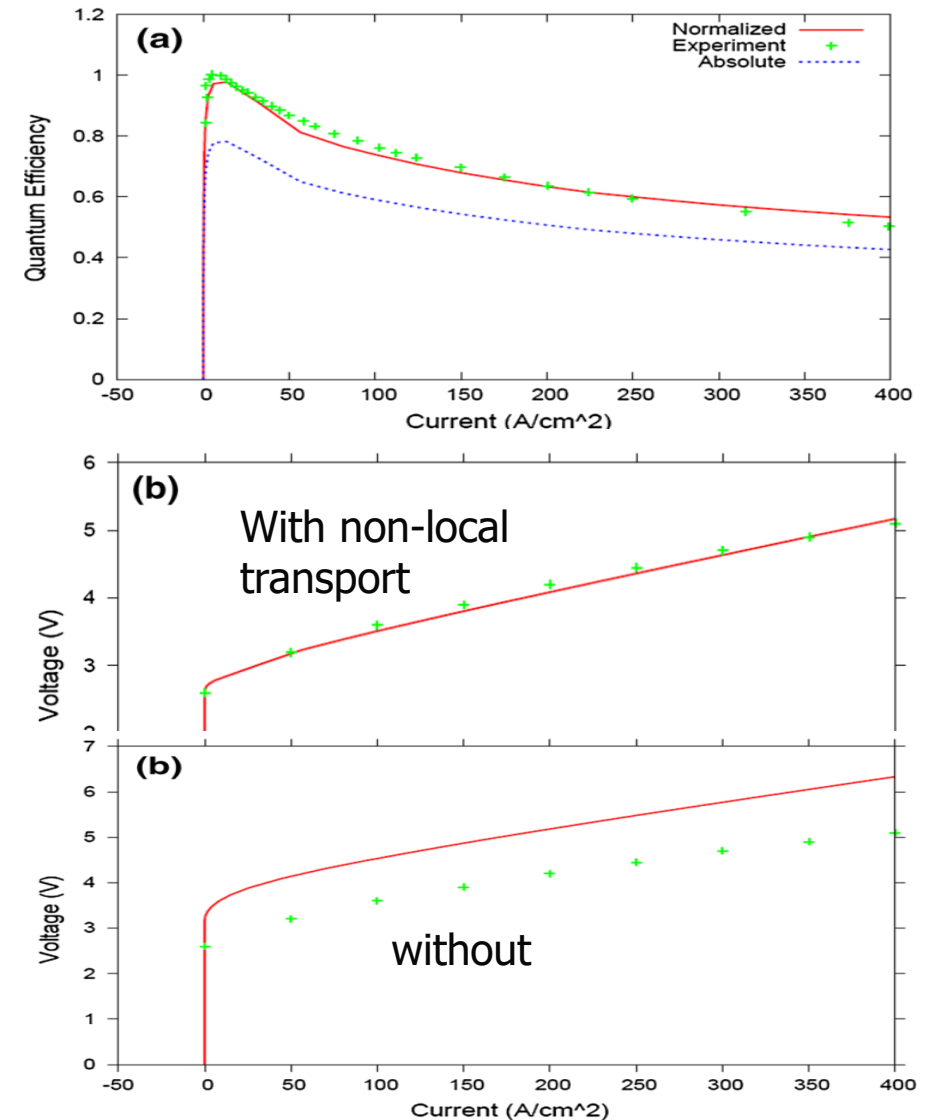 (a)
Normalized
Experiment
Absolute
1.2
1
0.8
0.6
0.4
0.2
0
Quantum Efficiency
-50 0 50 100 150 200 250 300 350 400
Current (A/cm^2)
(b)
With non-local
transport
6
5
4
3
Voltage (V)
(b)
without
7
6
5
4
3
2
1
0
Voltage (V)
-50 0 50 100 150 200 250 300 350 400
Current (A/cm^2)